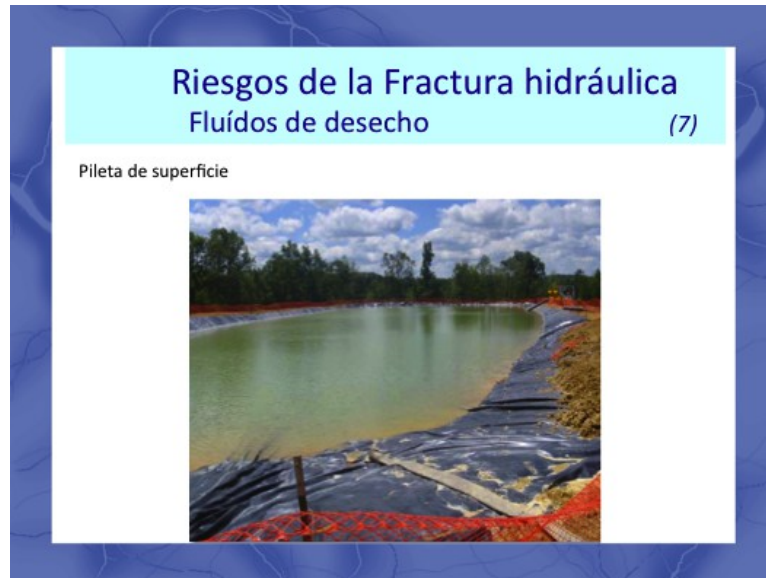 Riesgos de la Fractura hidráulica
Fluídos de desecho (7)
Pileta de superficie